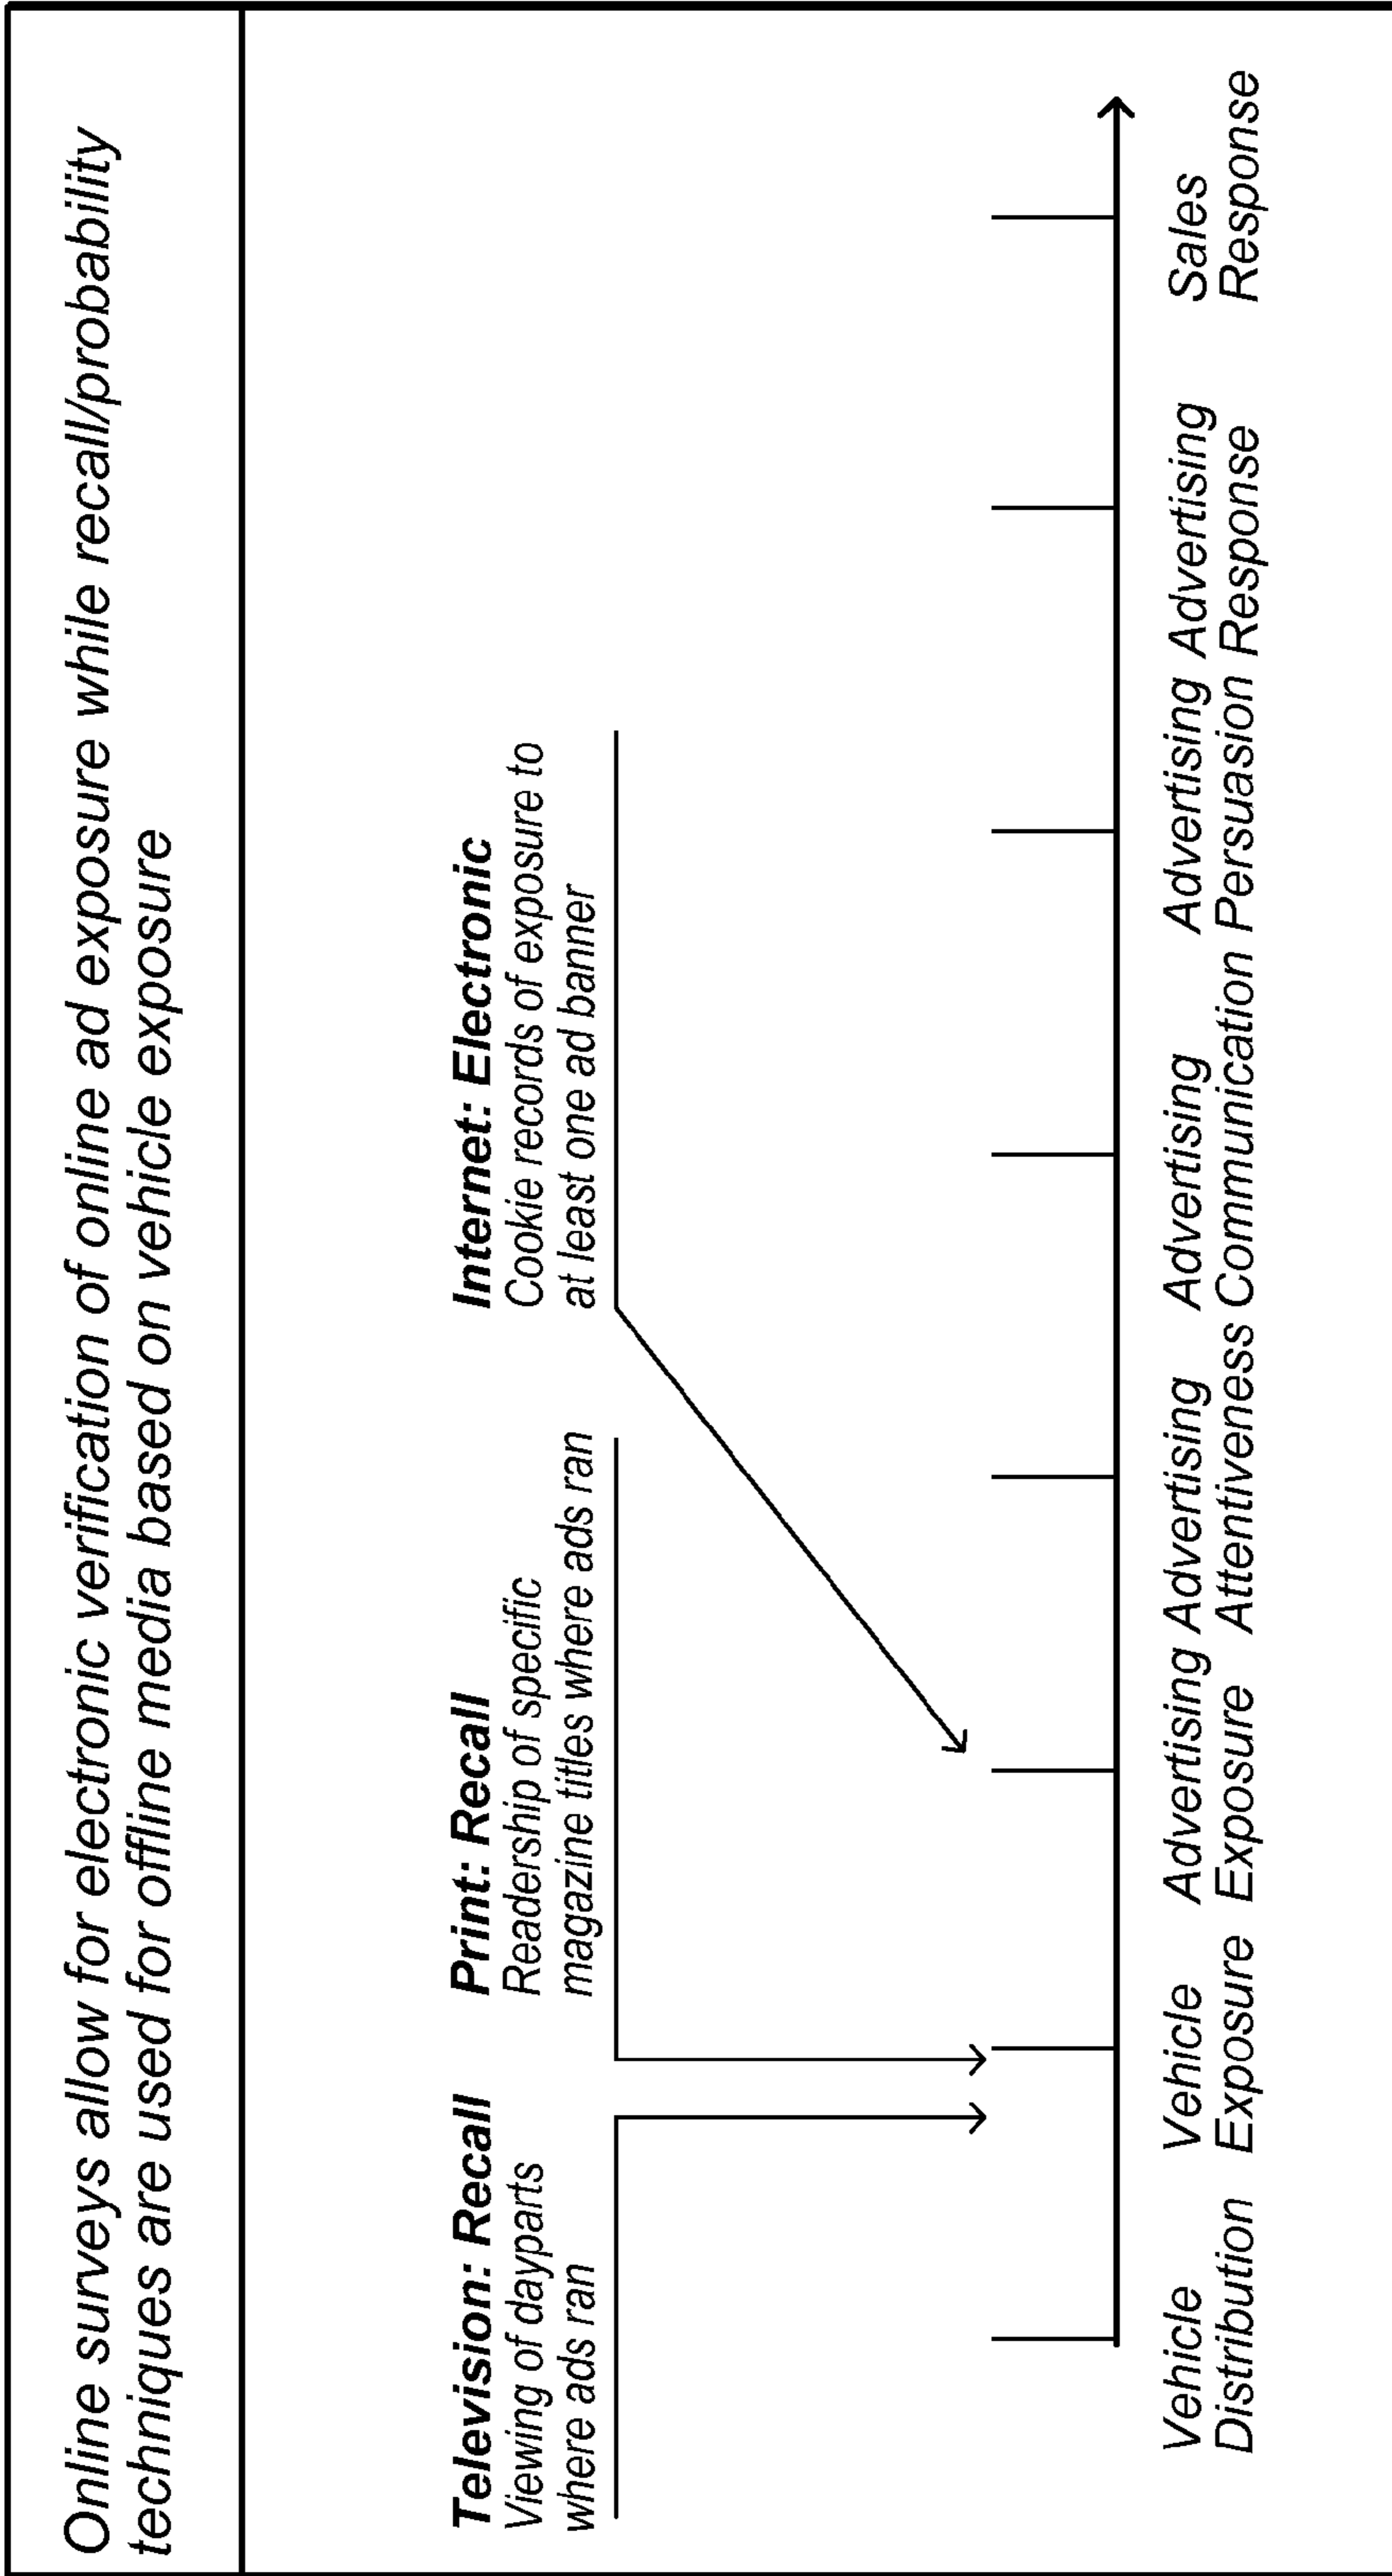 Online surveys allow for electronic verification of online ad exposure while recall/probability
techniques are used for offline media based on vehicle exposure
Television: Recall
Viewing of dayparts
where ads ran
Print: Recall
Readership of specific
magazine titles where ads ran
Internet: Electronic
Cookie records of exposure to
at least one ad banner
Vehicle
Distribution
Vehicle
Exposure
Advertising
Exposure
Advertising
Attentiveness
Advertising
Communication
Advertising
Persuasion
Advertising
Response
Sales
Response